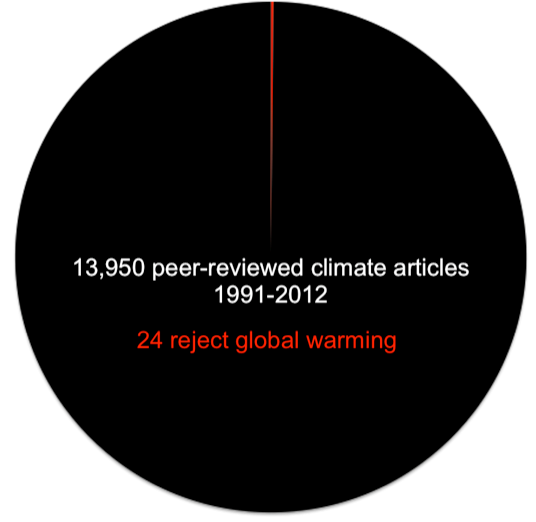 13,950 peer-reviewed climate articles
1991-2012
24 reject global warming